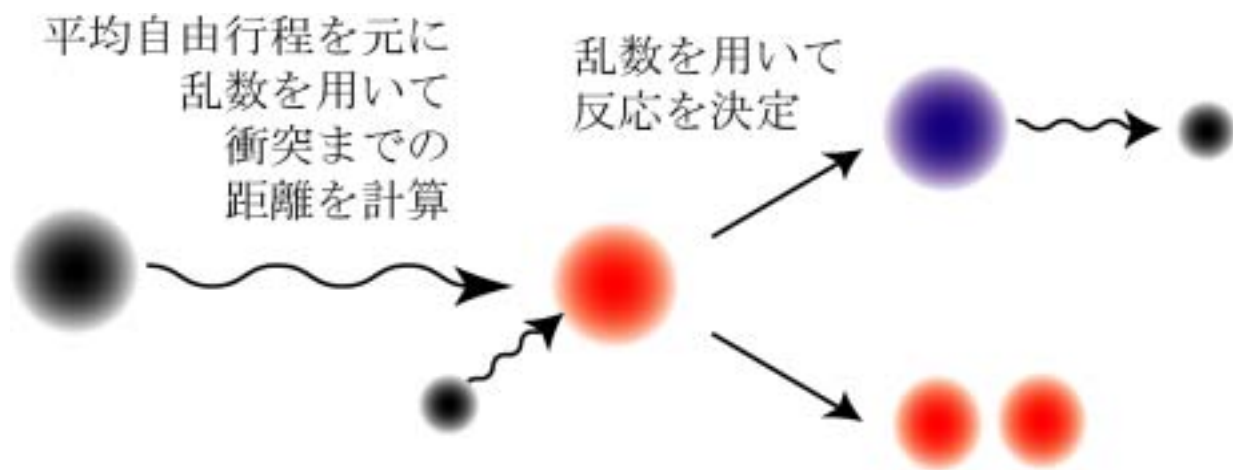 平均自由行程を元に
乱数を用いて
衝突までの
距離を計算
乱数を用いて
反応を決定